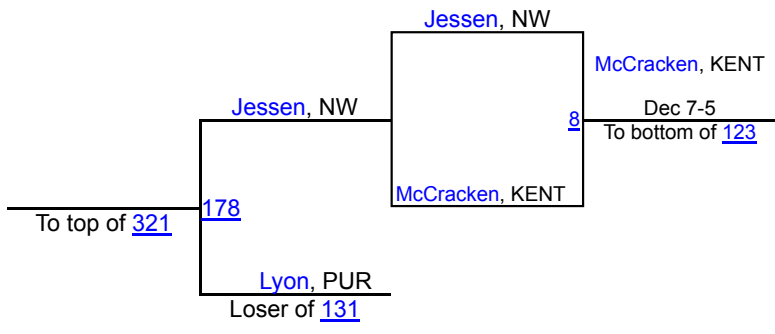 Jessen, NW
McCracken, KENT
Jessen, NW
Dec 7-5
8
To bottom of 123
McCracken, KENT
178
To top of 321
Lyon, PUR
Loser of 131